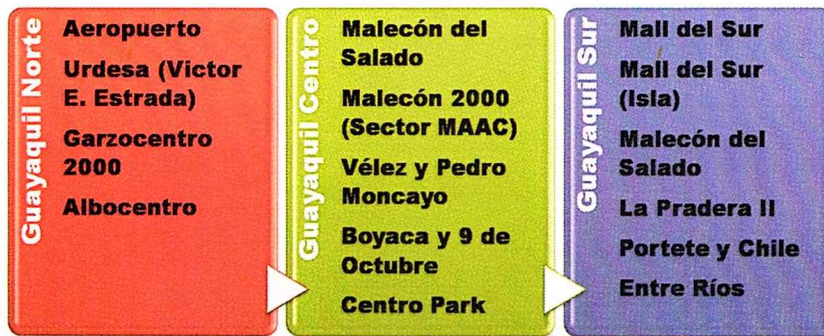 Guayaquil Norte
Aeropuerto
Urdesa (Victor
E. Estrada)
Garzocentro
2000
Albocentro
Guayaquil Centro
Malecón del
Salado
Malecón 2000
(Sector MAAC)
Vélez y Pedro
Moncayo
Boyaca y 9 de
Octubre
Centro Park
Guayaquil Sur
Mall del Sur
Mall del Sur
(Isla)
Malecón del
Salado
La Pradera II
Portete y Chile
Entre Ríos